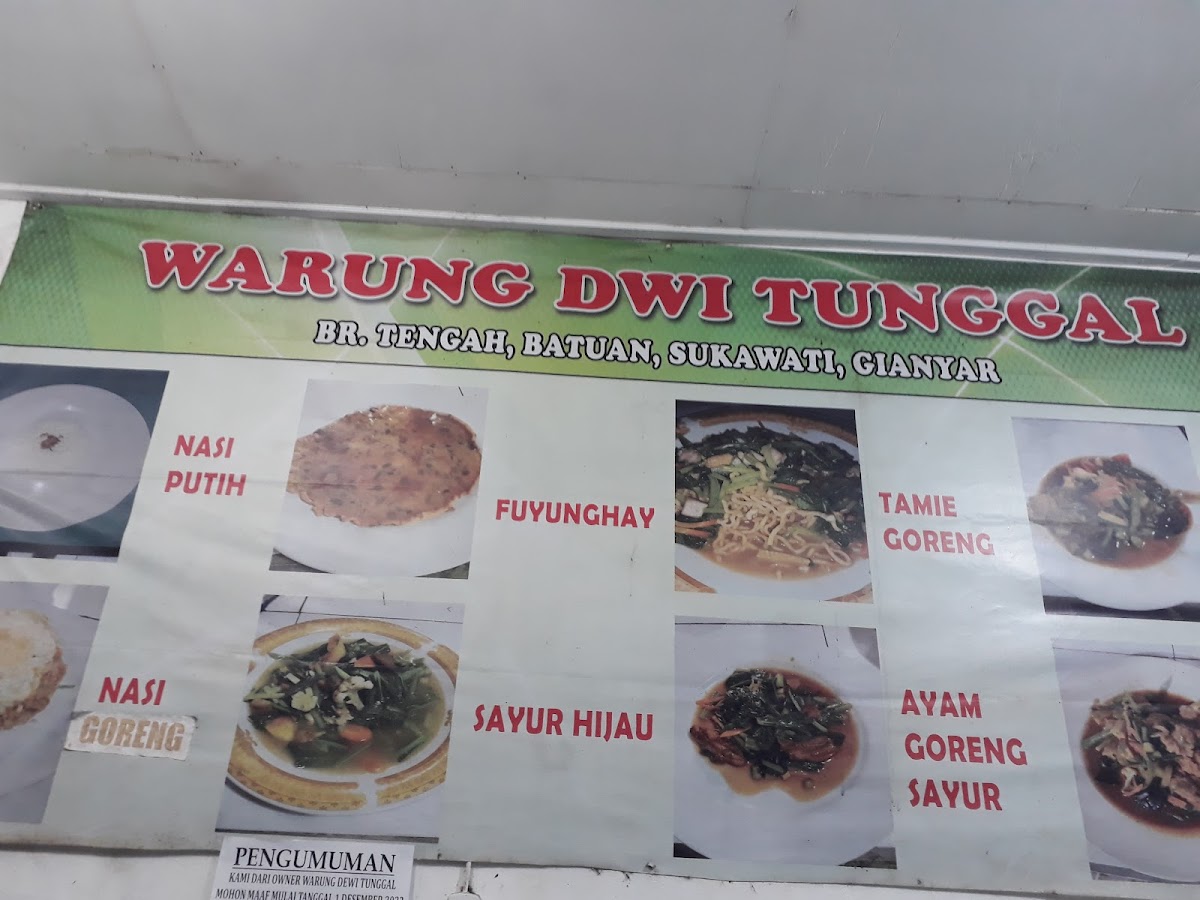 WARUNG DWI TUNGGAL
BR. TENGAH, BATUAN, SUKAWATI, GIANYAR
NASI
PUTIH
FUYUNGHAY
TAMIE
GORENG
NASI
GORENG
SAYUR HIJAU
AYAM
GORENG
SAYUR
PENGUMUMAN
KAMI DARI OWNER WARUNG DEWI TUNGGAL
MOHON MAAF MULAI TANGGAL 1 DESEMBER 2022